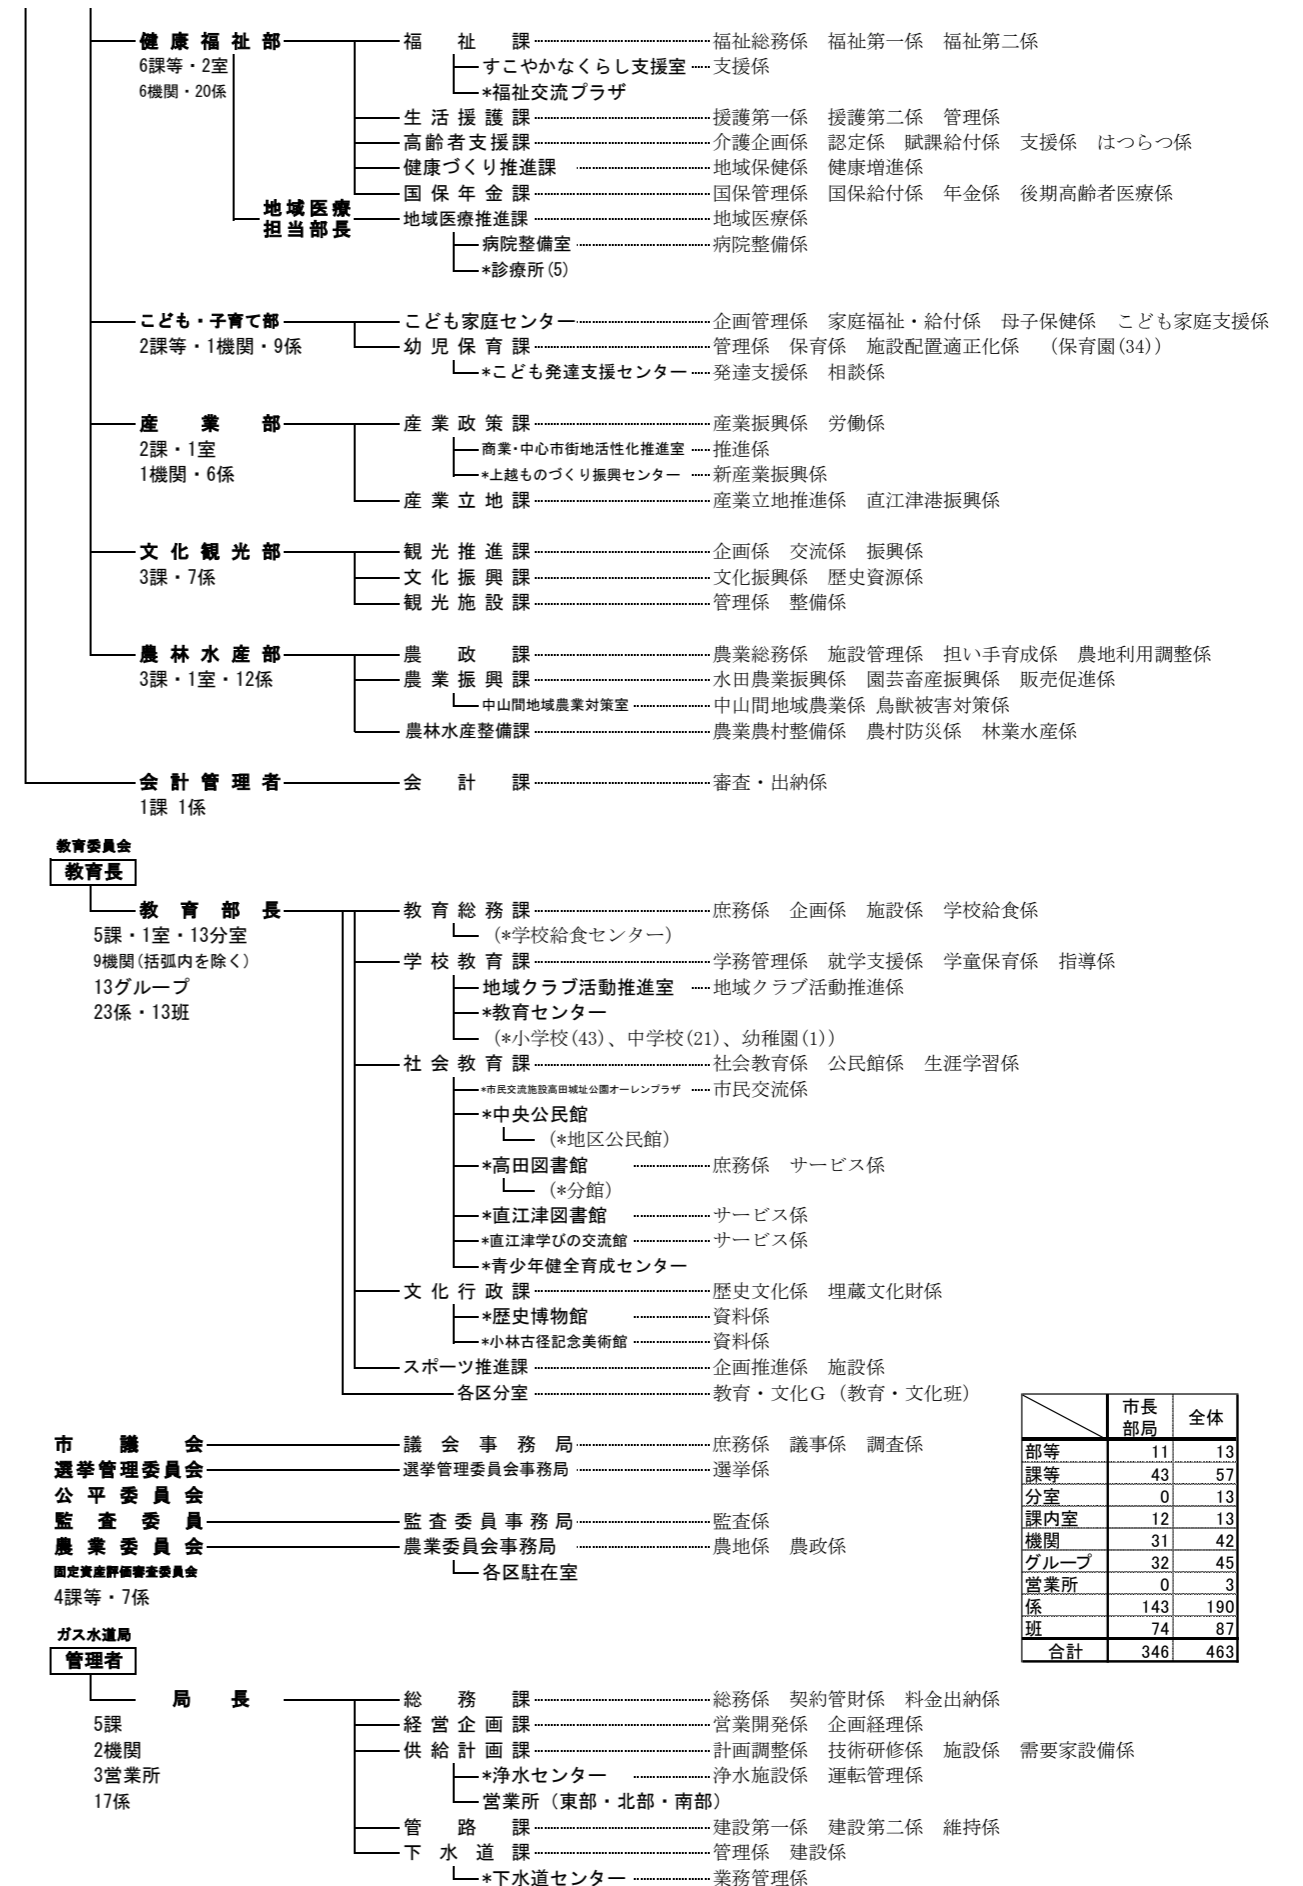 健康福祉部 福祉課 福祉総務係 福祉第一係 福祉第二係
6課等・2室 すこやかなくらし支援室 支援係
6機関・20係 *福祉交流プラザ
生活援護課 援護第一係 援護第二係 管理係
高齢者支援課 介護企画係 認定係 賦課給付係 支援係 はつらつ係
健康づくり推進課 地域保健係 健康増進係
国保年金課 国保管理係 国保給付係 年金係 後期高齢者医療係
地域医療
担当部長 地域医療推進課 地域医療係
病院整備室 病院整備係
*診療所(5)
こども・子育て部 こども家庭センター 企画管理係 家庭福祉・給付係 母子保健係 こども家庭支援係
2課等・1機関・9係 幼児保育課 管理係 保育係 施設配置適正化係 (保育園(34))
*こども発達支援センター 発達支援係 相談係
産業部 産業政策課 産業振興係 労働係
2課・1室 商業・中心市街地活性化推進室 推進係
1機関・6係 *上越ものづくり振興センター 新産業振興係
産業立地課 産業立地推進係 直江津港振興係
文化観光部 観光推進課 企画係 交流係 振興係
3課・7係 文化振興課 文化振興係 歴史資源係
観光施設課 管理係 整備係
農林水産部 農政課 農業総務係 施設管理係 担い手育成係 農地利用調整係
3課・1室・12係 農業振興課 水田農業振興係 園芸畜産振興係 販売促進係
中山間地域農業対策室 中山間地域農業係 鳥獣被害対策係
農林水産整備課 農業農村整備係 農村防災係 林業水産係
会計管理者 会計課 審査・出納係
1課 1係
教育委員会
教育長
教育部長 教育総務課 庶務係 企画係 施設係 学校給食係
5課・1室・13分室 (*学校給食センター)
9機関(括弧内を除く) 学校教育課 学務管理係 就学支援係 学童保育係 指導係
13グループ 地域クラブ活動推進室 地域クラブ活動推進係
23係・13班 *教育センター
(*小学校(43)、中学校(21)、幼稚園(1))
社会教育課 社会教育係 公民館係 生涯学習係
*市民交流施設高田城址公園オーレンプラザ 市民交流係
*中央公民館
(*地区公民館)
*高田図書館 庶務係 サービス係
(*分館)
*直江津図書館 サービス係
*直江津学びの交流館 サービス係
*青少年健全育成センター
文化行政課 歴史文化係 埋蔵文化財係
*歴史博物館 資料係
*小林古径記念美術館 資料係
スポーツ推進課 企画推進係 施設係
各区分室 教育・文化G(教育・文化班)
市議会 議会事務局 庶務係 議事係 調査係
選挙管理委員会 選挙管理委員会事務局 選挙係
公平委員会
監査委員 監査委員事務局 監査係
農業委員会 農業委員会事務局 農地係 農政係
固定資産評価審査委員会 各区駐在室
4課等・7係
市長部局 全体
部等 11 13
課等 43 57
分室 0 13
課内室 12 13
機関 31 42
グループ 32 45
営業所 0 3
係 143 190
班 74 87
合計 346 463
ガス水道局
管理者
局長 総務課 総務係 契約管財係 料金出納係
5課 経営企画課 営業開発係 企画経理係
2機関 供給計画課 計画調整係 技術研修係 施設係 需要家設備係
3営業所 *浄水センター 浄水施設係 運転管理係
17係 営業所(東部・北部・南部)
管路課 建設第一係 建設第二係 維持係
下水道課 管理係 建設係
*下水道センター 業務管理係